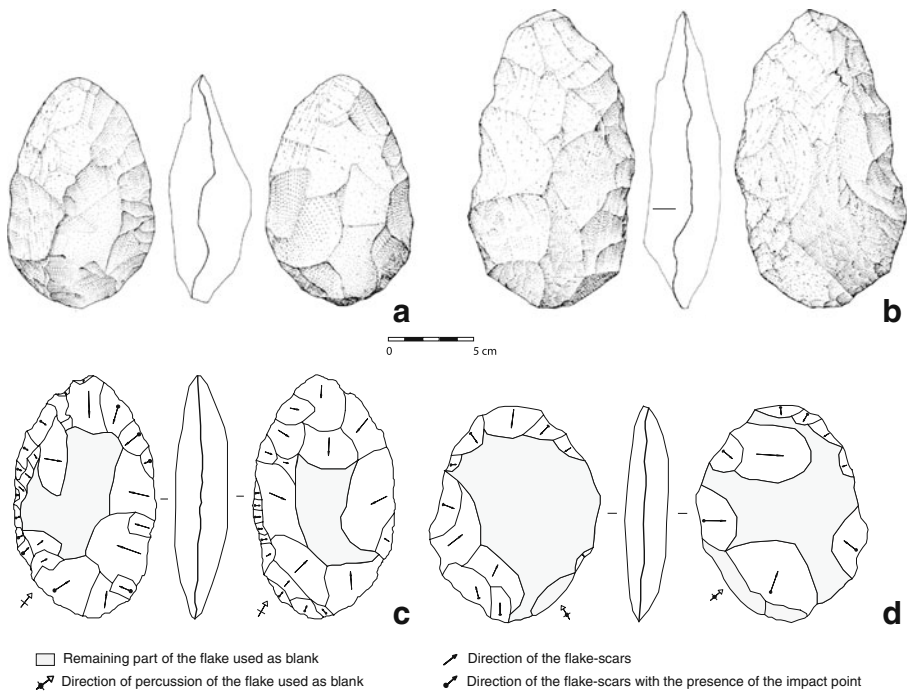 a
b
0 5 cm
c
d
Remaining part of the flake used as blank
Direction of the flake-scars
Direction of percussion of the flake used as blank
Direction of the flake-scars with the presence of the impact point